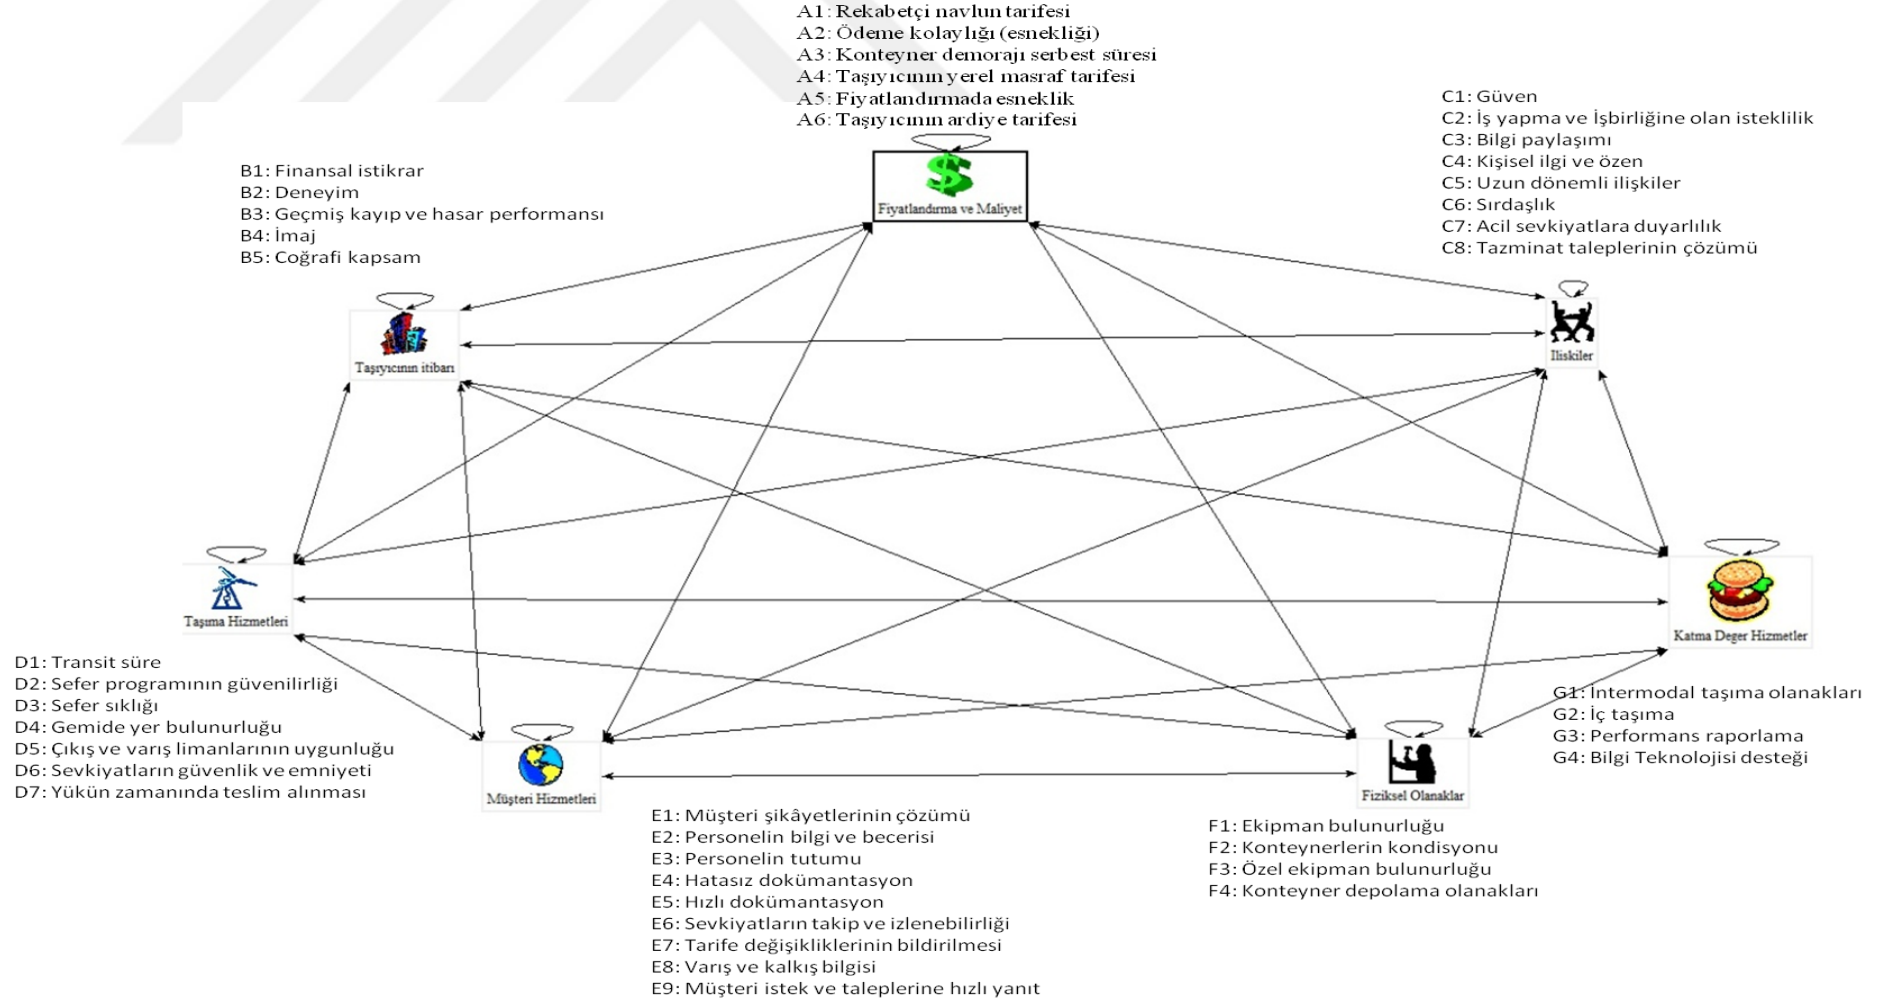 A1: Rekabetçi navlun tarifesi
A2: Ödeme kolaylığı (esnekliği)
A3: Konteyner demorajı serbest süresi
A4: Taşıyıcının yerel masraf tarifesi
A5: Fiyatlandırmada esneklik
A6: Taşıyıcının ardiye tarifesi
Fiyatlandırma ve Maliyet
B1: Finansal istikrar
B2: Deneyim
B3: Geçmiş kayıp ve hasar performansı
B4: İmaj
B5: Coğrafi kapsam
Taşıyıcının itibarı
C1: Güven
C2: İş yapma ve İşbirliğine olan isteklilik
C3: Bilgi paylaşımı
C4: Kişisel ilgi ve özen
C5: Uzun dönemli ilişkiler
C6: Sırdaşlık
C7: Acil sevkiyatlara duyarlılık
C8: Tazminat taleplerinin çözümü
Iliskiler
Taşıma Hizmetleri
D1: Transit süre
D2: Sefer programının güvenilirliği
D3: Sefer sıklığı
D4: Gemide yer bulunurluğu
D5: Çıkış ve varış limanlarının uygunluğu
D6: Sevkiyatların güvenlik ve emniyeti
D7: Yükün zamanında teslim alınması
Katma Deger Hizmetler
G1: İntermodal taşıma olanakları
G2: İç taşıma
G3: Performans raporlama
G4: Bilgi Teknolojisi desteği
Müşteri Hizmetleri
E1: Müşteri şikâyetlerinin çözümü
E2: Personelin bilgi ve becerisi
E3: Personelin tutumu
E4: Hatasız dokümantasyon
E5: Hızlı dokümantasyon
E6: Sevkiyatların takip ve izlenebilirliği
E7: Tarife değişikliklerinin bildirilmesi
E8: Varış ve kalkış bilgisi
E9: Müşteri istek ve taleplerine hızlı yanıt
Fiziksel Olanaklar
F1: Ekipman bulunurluğu
F2: Konteynerlerin kondisyonu
F3: Özel ekipman bulunurluğu
F4: Konteyner depolama olanakları